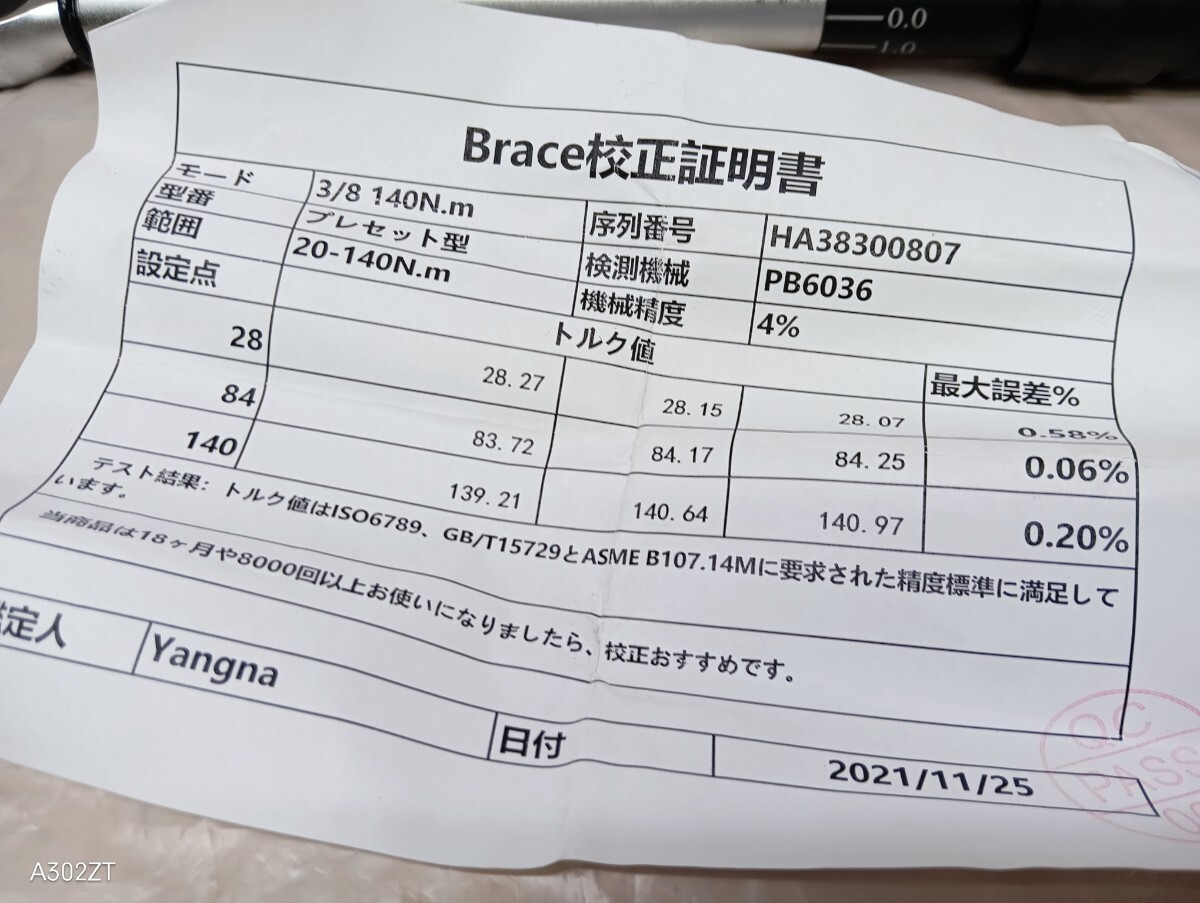 0.0
1.0
Brace校正証明書
モード 3/8 140N.m 序列番号 HA38300807
型番 プレセット型 検測機械 PB6036
範囲 20-140N.m 機械精度 4%
設定点 トルク値 最大誤差%
28 28.27 28.15 28.07 0.58%
84 83.72 84.17 84.25 0.06%
140 139.21 140.64 140.97 0.20%
テスト結果：トルク値はISO6789、GB/T15729とASME B107.14Mに要求された精度標準に満足して
います。
当商品は18ヶ月や8000回以上お使いになりましたら、校正おすすめです。
定人 Yangna 日付 2021/11/25
QC
PASS
A302ZT